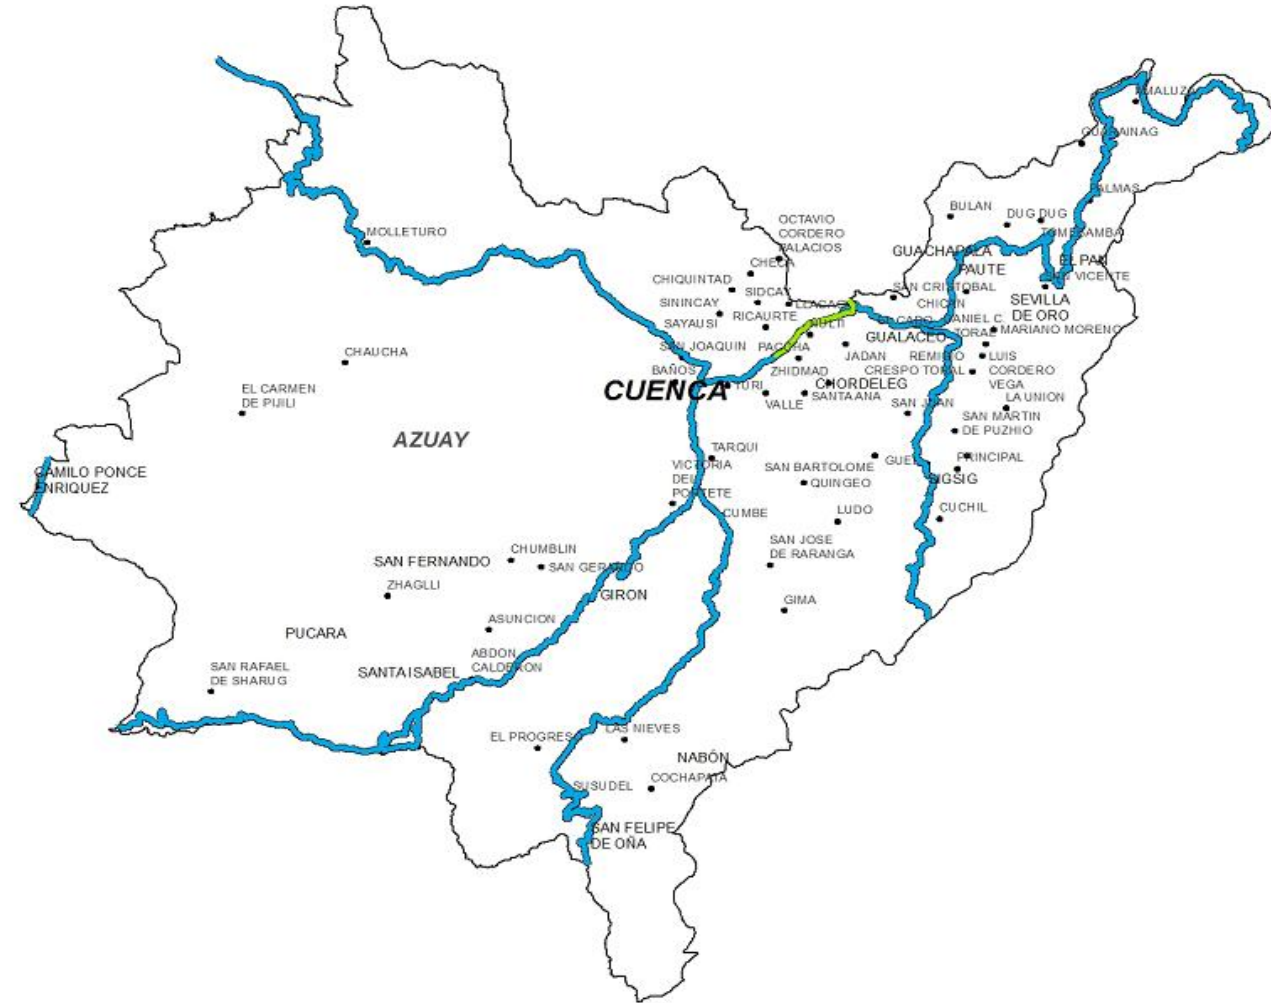 AMALUZA
GUARAINAG
PALMAS
BULAN
DUG DUG
TOMEBAMBA
OCTAVIO
CORDERO
PALACIOS
MOLLETURO
GUACHAPALA
EL PAN
CHECA
PAUTE
SAN VICENTE
CHIQUINTAD
SIDCAY
SAN CRISTOBAL
SEVILLA
DE ORO
SININCAY
LLACAO
CHICAN
RICAURTE
SAYAUSI
NULTI
DANIEL C.
TORAL
MARIANO MORENO
GUALACEO
SAN JOAQUIN
PACCHA
JADAN
REMIGIO
CRESPO TORAL
LUIS
CORDERO
VEGA
CHAUCHA
BAÑOS
ZHIDMAD
CUENCA
TURI
CHORDELEG
EL CARMEN
DE PIJILI
VALLE
SANTA ANA
SAN JUAN
LA UNION
SAN MARTIN
DE PUZHIO
AZUAY
TARQUI
VICTORIA
DEL
PORTETE
SAN BARTOLOME
PRINCIPAL
CAMILO PONCE
ENRIQUEZ
QUINGEO
SIGSIG
CUMBE
LUDO
CUCHIL
SAN JOSE
DE RARANGA
CHUMBLIN
SAN FERNANDO
SAN GERARDO
ZHAGLLI
GIRON
GIMA
ASUNCION
PUCARA
ABDON
CALDERON
SAN RAFAEL
DE SHARUG
SANTA ISABEL
LAS NIEVES
EL PROGRESO
NABÓN
COCHAPATA
SUSUDEL
SAN FELIPE
DE OÑA